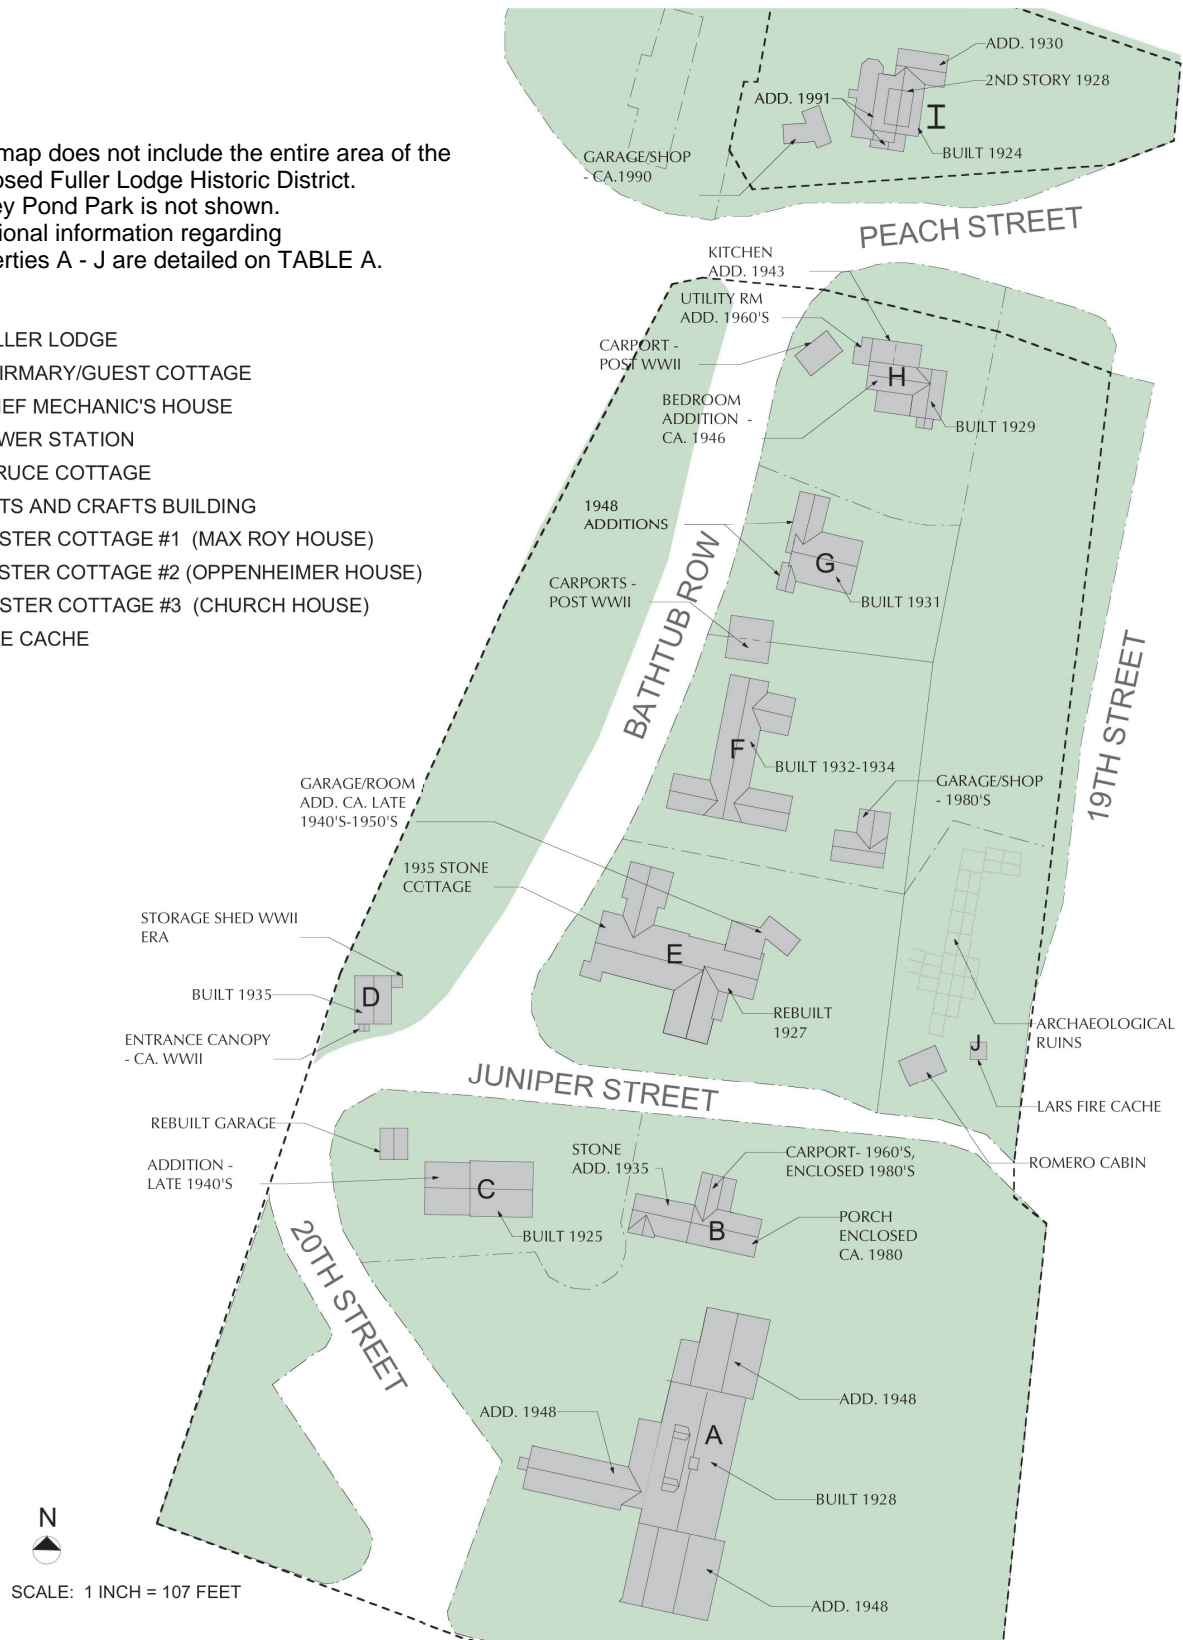 map does not include the entire area of the
osed Fuller Lodge Historic District.
ey Pond Park is not shown.
ional information regarding
erties A - J are detailed on TABLE A.
LLER LODGE
IRMARY/GUEST COTTAGE
IEF MECHANIC'S HOUSE
WER STATION
RUCE COTTAGE
TS AND CRAFTS BUILDING
STER COTTAGE #1 (MAX ROY HOUSE)
STER COTTAGE #2 (OPPENHEIMER HOUSE)
STER COTTAGE #3 (CHURCH HOUSE)
E CACHE
ADD. 1930
2ND STORY 1928
ADD. 1991
I
BUILT 1924
GARAGE/SHOP
- CA.1990
PEACH STREET
KITCHEN
ADD. 1943
UTILITY RM
ADD. 1960'S
CARPORT -
POST WWII
H
BEDROOM
ADDITION -
CA. 1946
BUILT 1929
1948
ADDITIONS
G
CARPORTS -
POST WWII
BUILT 1931
BATHTUB ROW
19TH STREET
F
BUILT 1932-1934
GARAGE/SHOP
- 1980'S
GARAGE/ROOM
ADD. CA. LATE
1940'S-1950'S
1935 STONE
COTTAGE
STORAGE SHED WWII
ERA
E
BUILT 1935
D
REBUILT
1927
ARCHAEOLOGICAL
RUINS
ENTRANCE CANOPY
- CA. WWII
J
JUNIPER STREET
LARS FIRE CACHE
REBUILT GARAGE
ROMERO CABIN
ADDITION -
LATE 1940'S
STONE
ADD. 1935
CARPORT- 1960'S,
ENCLOSED 1980'S
C
B
BUILT 1925
PORCH
ENCLOSED
CA. 1980
20TH STREET
ADD. 1948
ADD. 1948
A
BUILT 1928
ADD. 1948
N
SCALE: 1 INCH = 107 FEET